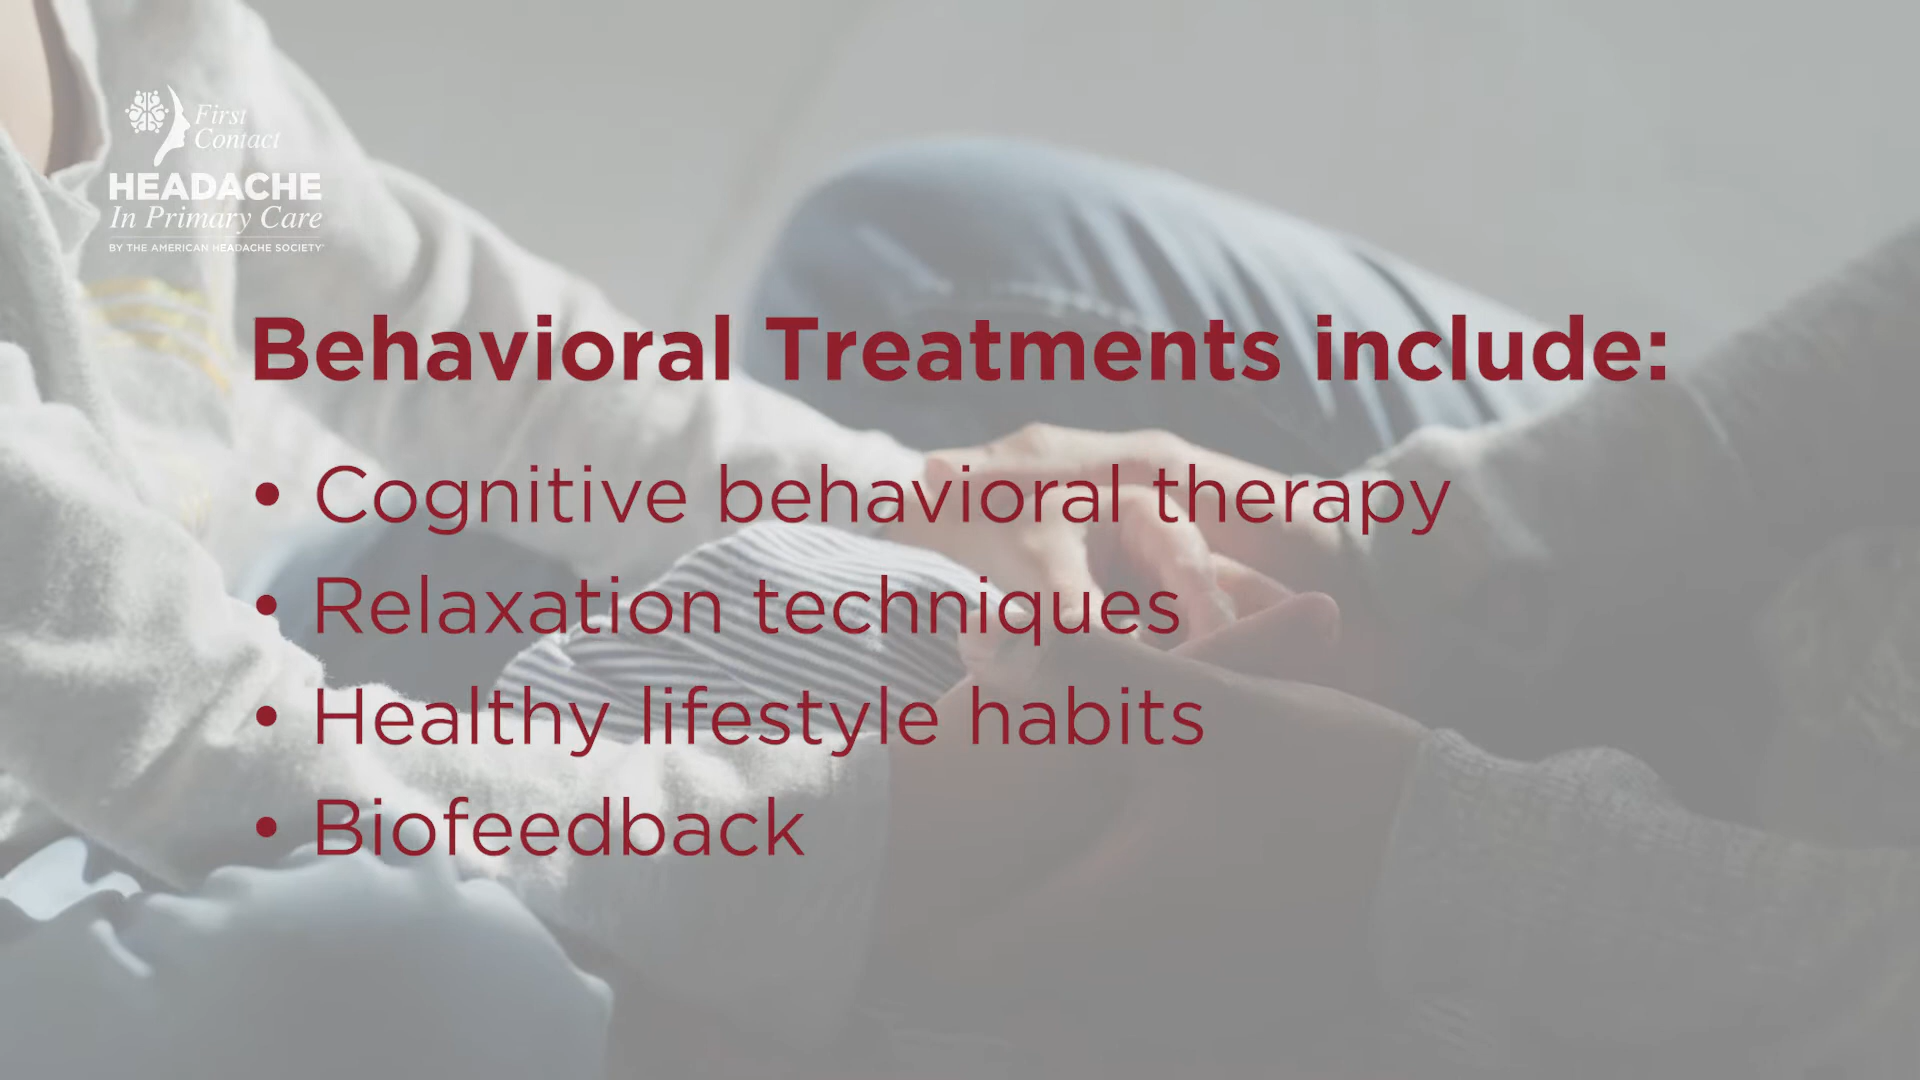 First
Contact
HEADACHE
In Primary Care
BY THE AMERICAN HEADACHE SOCIETY
Behavioral Treatments include:
• Cognitive behavioral therapy
• Relaxation techniques
• Healthy lifestyle habits
• Biofeedback